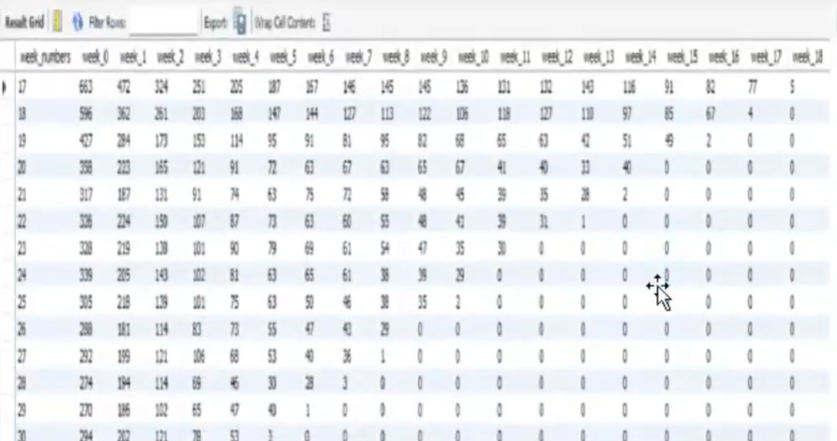 Result Grid Filter Rows: Export: Wrap Cell Content:
week_numbers week_0 week_1 week_2 week_3 week_4 week_5 week_6 week_7 week_8 week_9 week_10 week_11 week_12 week_13 week_14 week_15 week_16 week_17 week_18
17 663 472 324 251 205 187 167 146 145 145 136 131 132 143 116 91 82 77 5
18 596 362 261 203 168 147 144 127 113 122 106 118 127 110 97 85 67 4 0
19 427 284 173 153 114 95 91 81 95 82 68 65 63 42 51 49 2 0 0
20 358 223 165 121 91 72 63 67 63 65 67 41 40 33 40 0 0 0 0
21 317 187 131 91 74 63 75 72 58 48 45 39 35 28 2 0 0 0 0
22 326 224 150 107 87 73 63 60 55 48 41 39 31 1 0 0 0 0 0
23 328 219 138 101 90 79 69 61 54 47 35 30 0 0 0 0 0 0 0
24 339 205 143 102 81 63 65 61 38 39 29 0 0 0 0 0 0 0 0
25 305 218 139 101 75 63 50 46 38 35 2 0 0 0 0 0 0 0 0
26 288 181 114 83 73 55 47 43 29 0 0 0 0 0 0 0 0 0 0
27 292 199 121 106 68 53 40 36 1 0 0 0 0 0 0 0 0 0 0
28 274 194 114 69 46 30 28 3 0 0 0 0 0 0 0 0 0 0 0
29 270 186 102 65 47 40 1 0 0 0 0 0 0 0 0 0 0 0 0
30 294 202 121 78 53 3 0 0 0 0 0 0 0 0 0 0 0 0 0